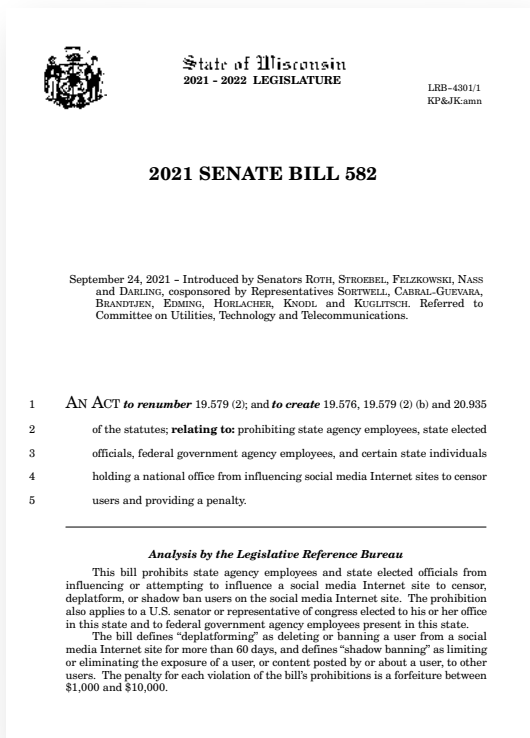 State of Wisconsin
2021 - 2022 LEGISLATURE
LRB-4301/1
KP&JK:amn
2021 SENATE BILL 582
September 24, 2021 - Introduced by Senators ROTH, STROEBEL, FELZKOWSKI, NASS
and DARLING, cosponsored by Representatives SORTWELL, CABRAL-GUEVARA,
BRANDTJEN, EDMING, HORLACHER, KNODL and KUGLITSCH. Referred to
Committee on Utilities, Technology and Telecommunications.
1 AN ACT to renumber 19.579 (2); and to create 19.576, 19.579 (2) (b) and 20.935
2 of the statutes; relating to: prohibiting state agency employees, state elected
3 officials, federal government agency employees, and certain state individuals
4 holding a national office from influencing social media Internet sites to censor
5 users and providing a penalty.
Analysis by the Legislative Reference Bureau
This bill prohibits state agency employees and state elected officials from
influencing or attempting to influence a social media Internet site to censor,
deplatform, or shadow ban users on the social media Internet site. The prohibition
also applies to a U.S. senator or representative of congress elected to his or her office
in this state and to federal government agency employees present in this state.
The bill defines “deplatforming” as deleting or banning a user from a social
media Internet site for more than 60 days, and defines “shadow banning” as limiting
or eliminating the exposure of a user, or content posted by or about a user, to other
users. The penalty for each violation of the bill's prohibitions is a forfeiture between
$1,000 and $10,000.